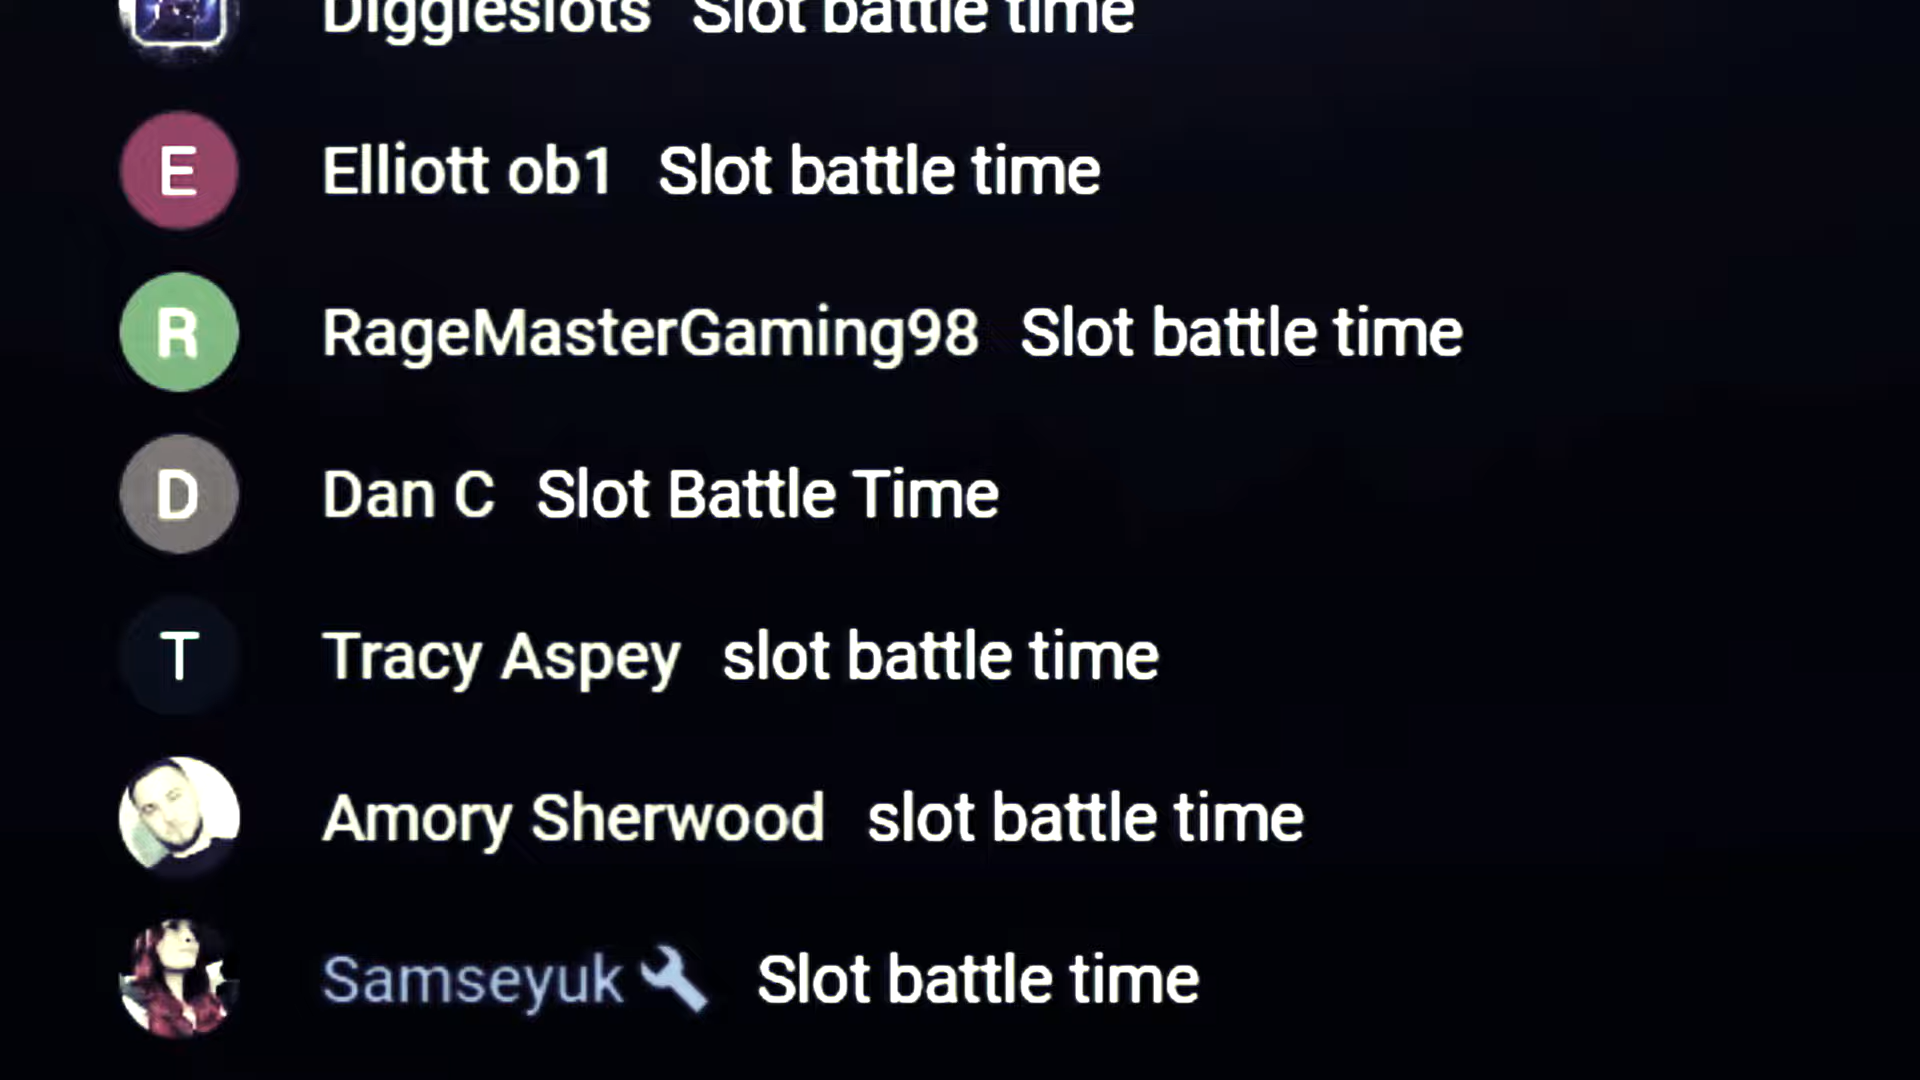 Diggleslots Slot battle time
E Elliott ob1 Slot battle time
R RageMasterGaming98 Slot battle time
D Dan C Slot Battle Time
T Tracy Aspey slot battle time
Amory Sherwood slot battle time
Samseyuk Slot battle time